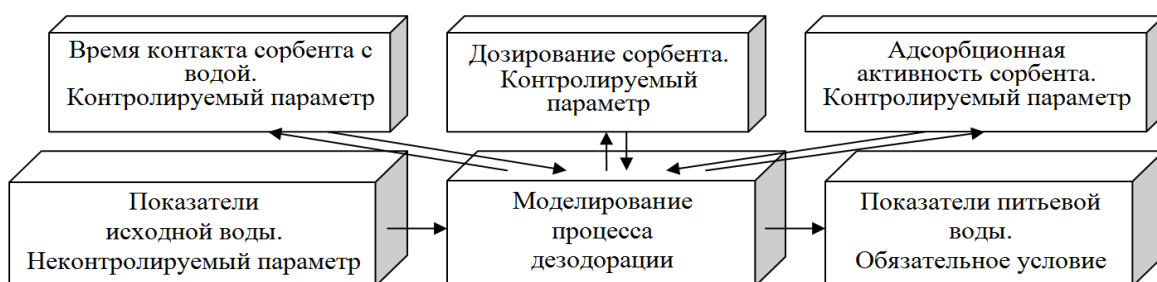 Время контакта сорбента с
водой.
Контролируемый параметр
Дозирование сорбента.
Контролируемый
параметр
Адсорбционная
активность сорбента.
Контролируемый параметр
Показатели
исходной воды.
Неконтролируемый параметр
Моделирование
процесса
дезодорации
Показатели питьевой
воды.
Обязательное условие